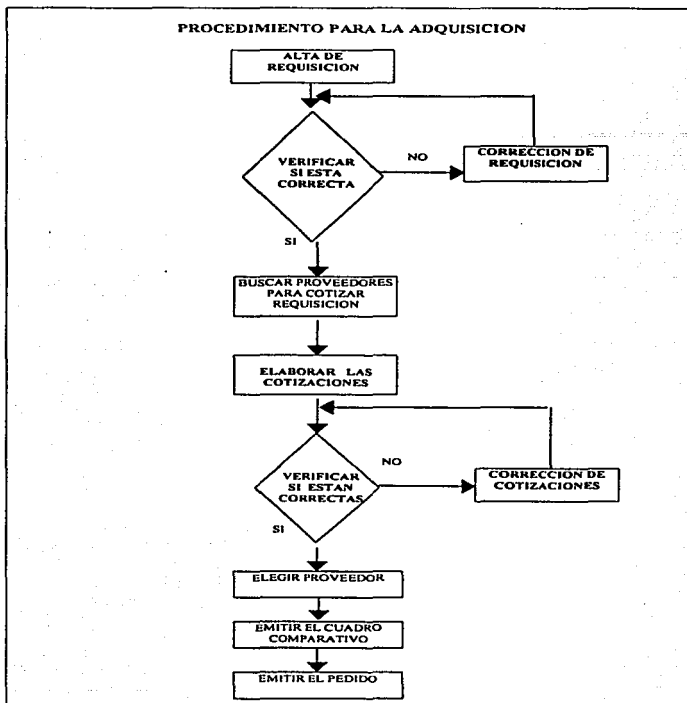 PROCEDIMIENTO PARA LA ADQUISICION
ALTA DE
REQUISICION
VERIFICAR
SI ESTA
CORRECTA
NO
CORRECCION DE
REQUISICION
SI
BUSCAR PROVEEDORES
PARA COTIZAR
REQUISICION
ELABORAR LAS
COTIZACIONES
VERIFICAR
SI ESTAN
CORRECTAS
NO
CORRECCION DE
COTIZACIONES
SI
ELEGIR PROVEEDOR
EMITIR EL CUADRO
COMPARATIVO
EMITIR EL PEDIDO